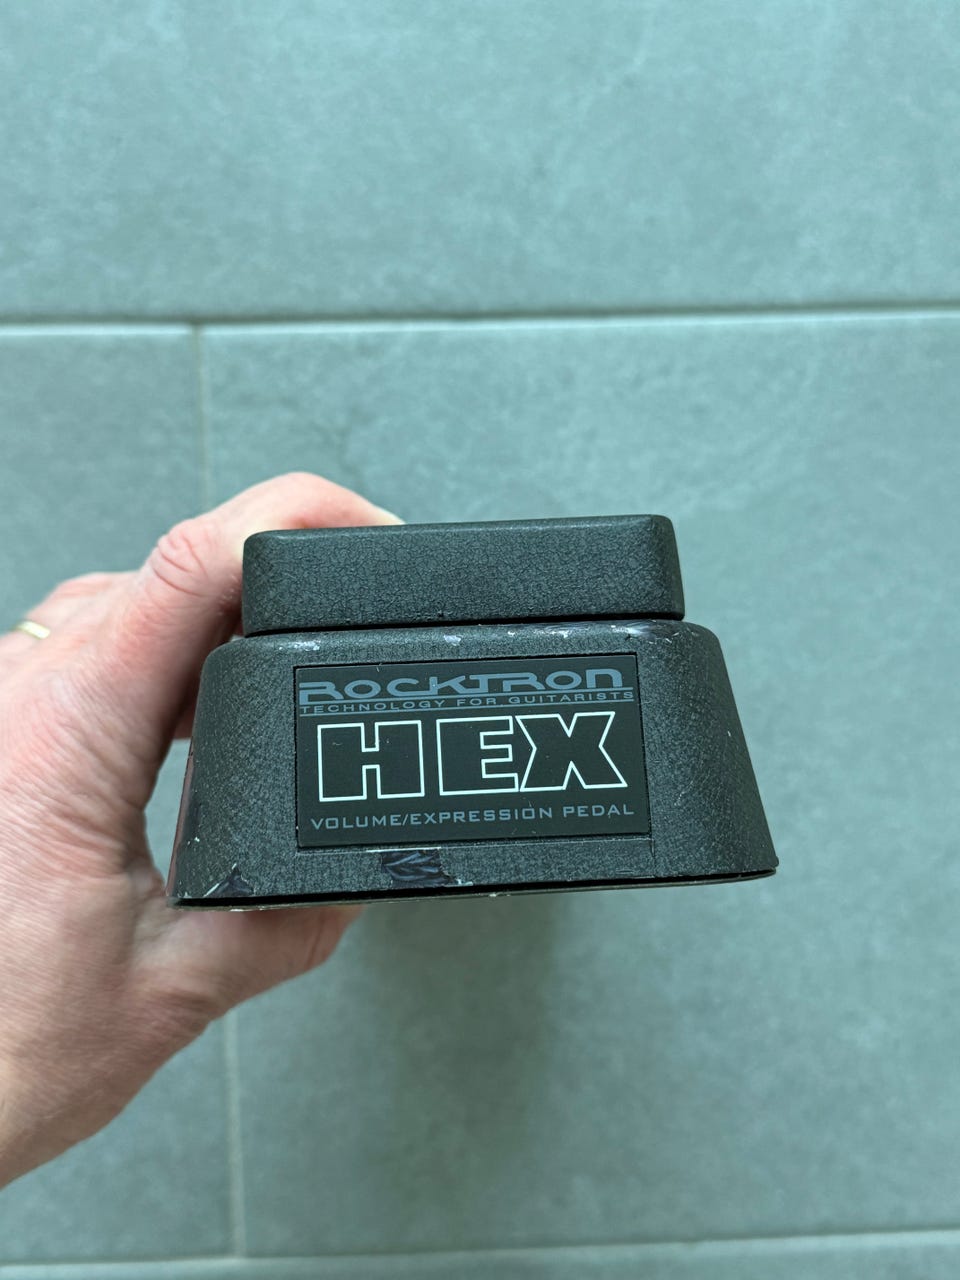 ROCKTRON
TECHNOLOGY FOR GUITARISTS
HEX
VOLUME/EXPRESSION PEDAL